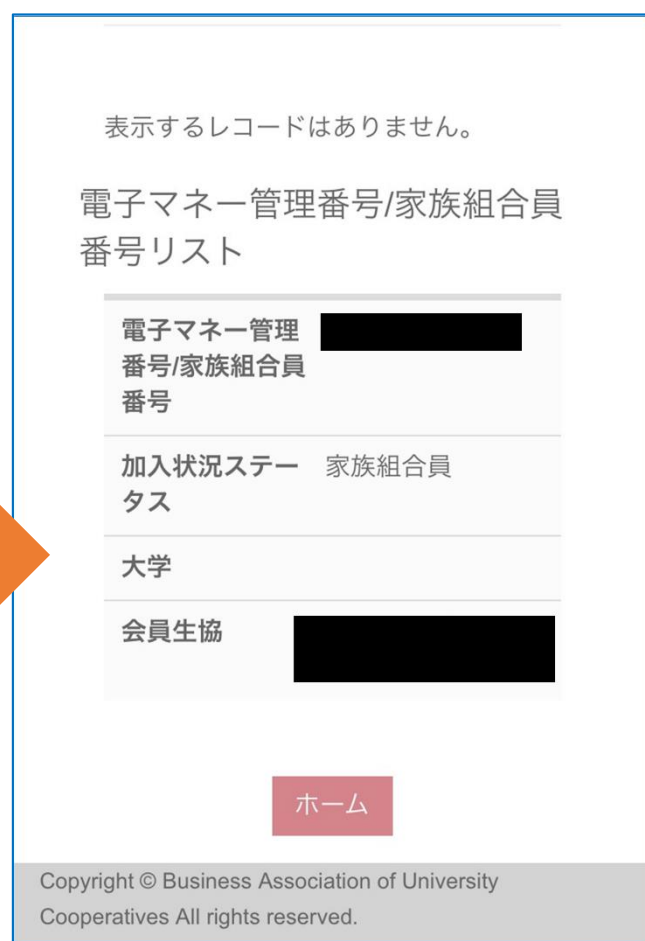 表示するレコードはありません。
電子マネー管理番号/家族組合員
番号リスト
電子マネー管理
番号/家族組合員
番号
加入状況ステー 家族組合員
タス
大学
会員生協
ホーム
Copyright © Business Association of University
Cooperatives All rights reserved.